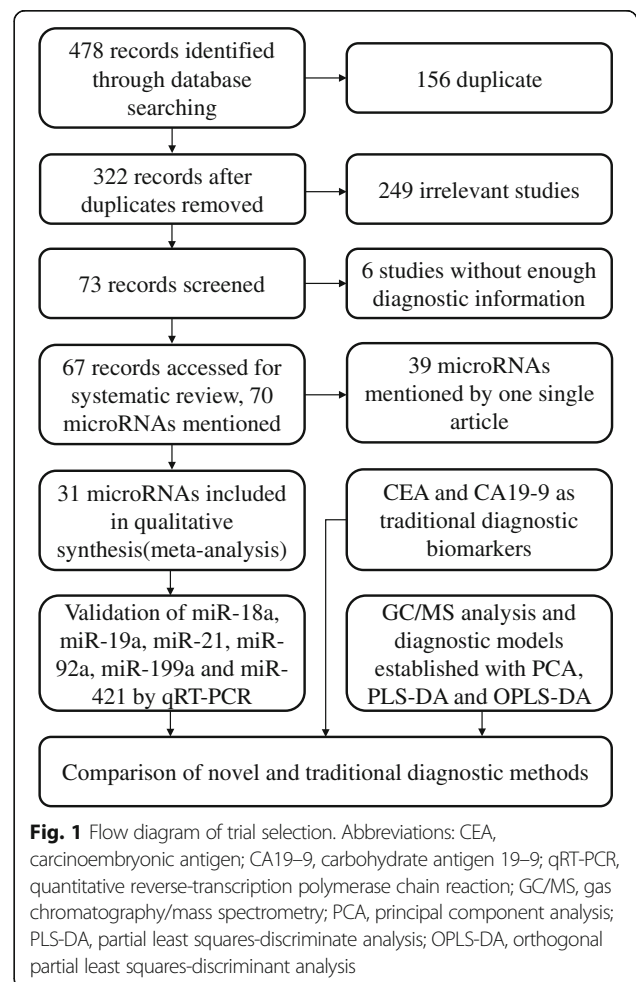 478 records identified
through database
searching
156 duplicate
322 records after
duplicates removed
249 irrelevant studies
73 records screened
6 studies without enough
diagnostic information
67 records accessed for
systematic review, 70
microRNAs mentioned
39 microRNAs
mentioned by one single
article
31 microRNAs included
in qualitative
synthesis(meta-analysis)
CEA and CA19-9 as
traditional diagnostic
biomarkers
Validation of miR-18a,
miR-19a, miR-21, miR-
92a, miR-199a and miR-
421 by qRT-PCR
GC/MS analysis and
diagnostic models
established with PCA,
PLS-DA and OPLS-DA
Comparison of novel and traditional diagnostic methods
Fig. 1 Flow diagram of trial selection. Abbreviations: CEA,
carcinoembryonic antigen; CA19–9, carbohydrate antigen 19–9; qRT-PCR,
quantitative reverse-transcription polymerase chain reaction; GC/MS, gas
chromatography/mass spectrometry; PCA, principal component analysis;
PLS-DA, partial least squares-discriminate analysis; OPLS-DA, orthogonal
partial least squares-discriminant analysis